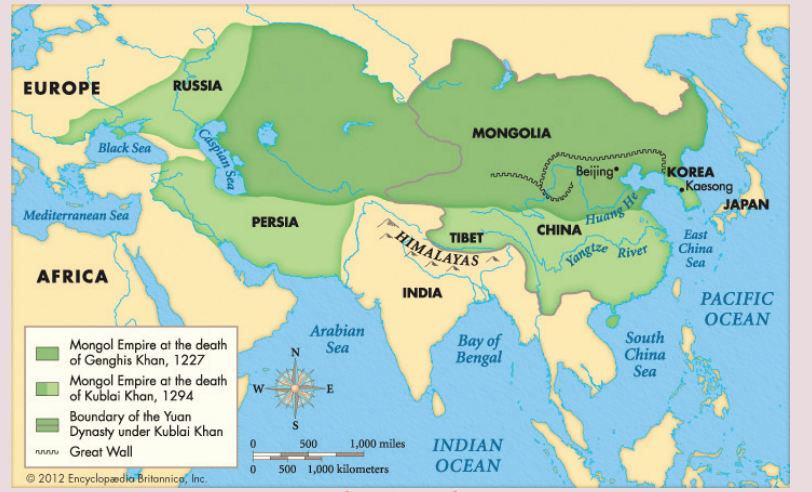 EUROPE
RUSSIA
Black Sea
Caspian Sea
MONGOLIA
Beijing
KOREA
Kaesong
JAPAN
Mediterranean Sea
PERSIA
TIBET
CHINA
Huang He
Yangtze River
East
China
Sea
HIMALAYAS
AFRICA
INDIA
PACIFIC
OCEAN
Arabian
Sea
Bay of
Bengal
South
China
Sea
INDIAN
OCEAN
Mongol Empire at the death
of Genghis Khan, 1227
Mongol Empire at the death
of Kublai Khan, 1294
Boundary of the Yuan
Dynasty under Kublai Khan
Great Wall
N
W E
S
0 500 1,000 miles
0 500 1,000 kilometers
© 2012 Encyclopædia Britannica, Inc.